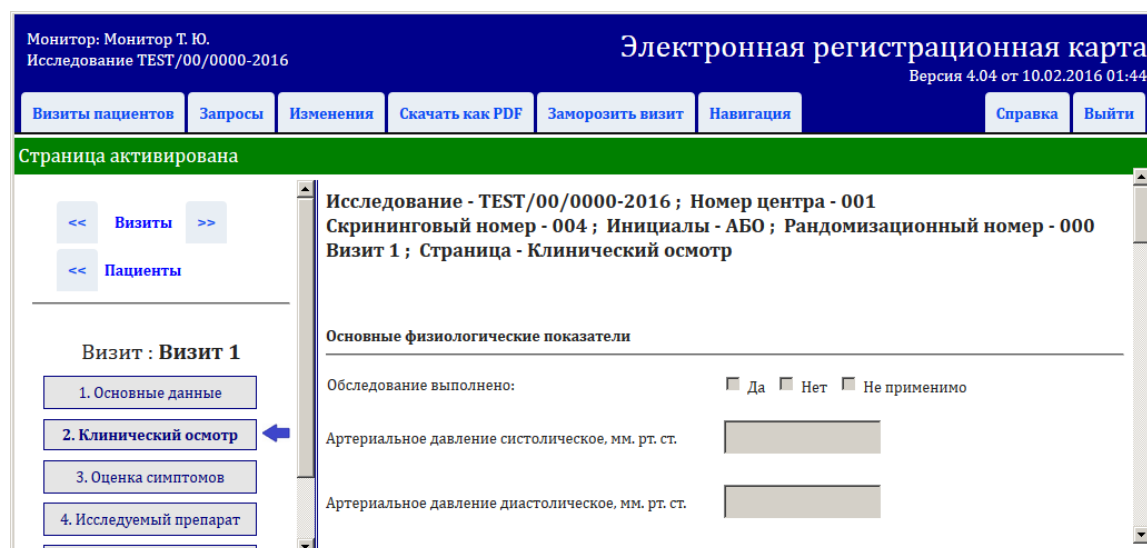 Монитор: Монитор Т. Ю.
Исследование TEST/00/0000-2016
Электронная регистрационная карта
Версия 4.04 от 10.02.2016 01:44
Визиты пациентов Запросы Изменения Скачать как PDF Заморозить визит Навигация Справка Выйти
Страница активирована
<< Визиты >>
<< Пациенты
Визит : Визит 1
1. Основные данные
2. Клинический осмотр
3. Оценка симптомов
4. Исследуемый препарат
Исследование - TEST/00/0000-2016 ; Номер центра - 001
Скрининговый номер - 004 ; Инициалы - АБО ; Рандомизационный номер - 000
Визит 1 ; Страница - Клинический осмотр
Основные физиологические показатели
Обследование выполнено: Да Нет Не применимо
Артериальное давление систолическое, мм. рт. ст.
Артериальное давление диастолическое, мм. рт. ст.